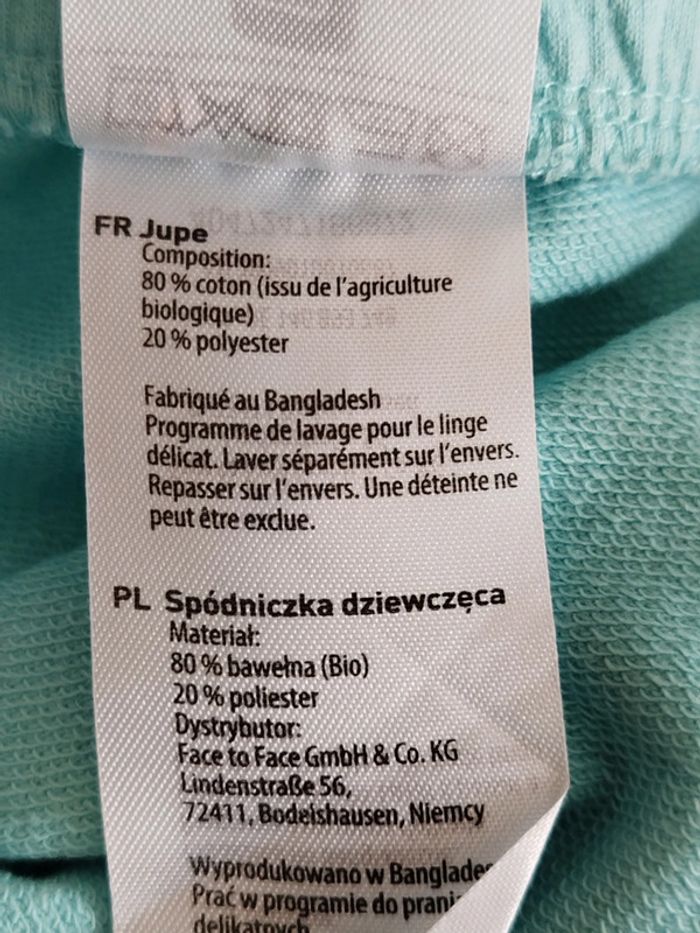 FR Jupe
Composition:
80 % coton (issu de l'agriculture
biologique)
20 % polyester
Fabriqué au Bangladesh
Programme de lavage pour le linge
délicat. Laver séparément sur l'envers.
Repasser sur l'envers. Une déteinte ne
peut être exclue.
PL Spódniczka dziewczęca
Materiał:
80 % bawełna (Bio)
20 % poliester
Dystrybutor:
Face to Face GmbH & Co. KG
Lindenstraße 56,
72411, Bodelshausen, Niemcy
Wyprodukowano w
Prać w programie do